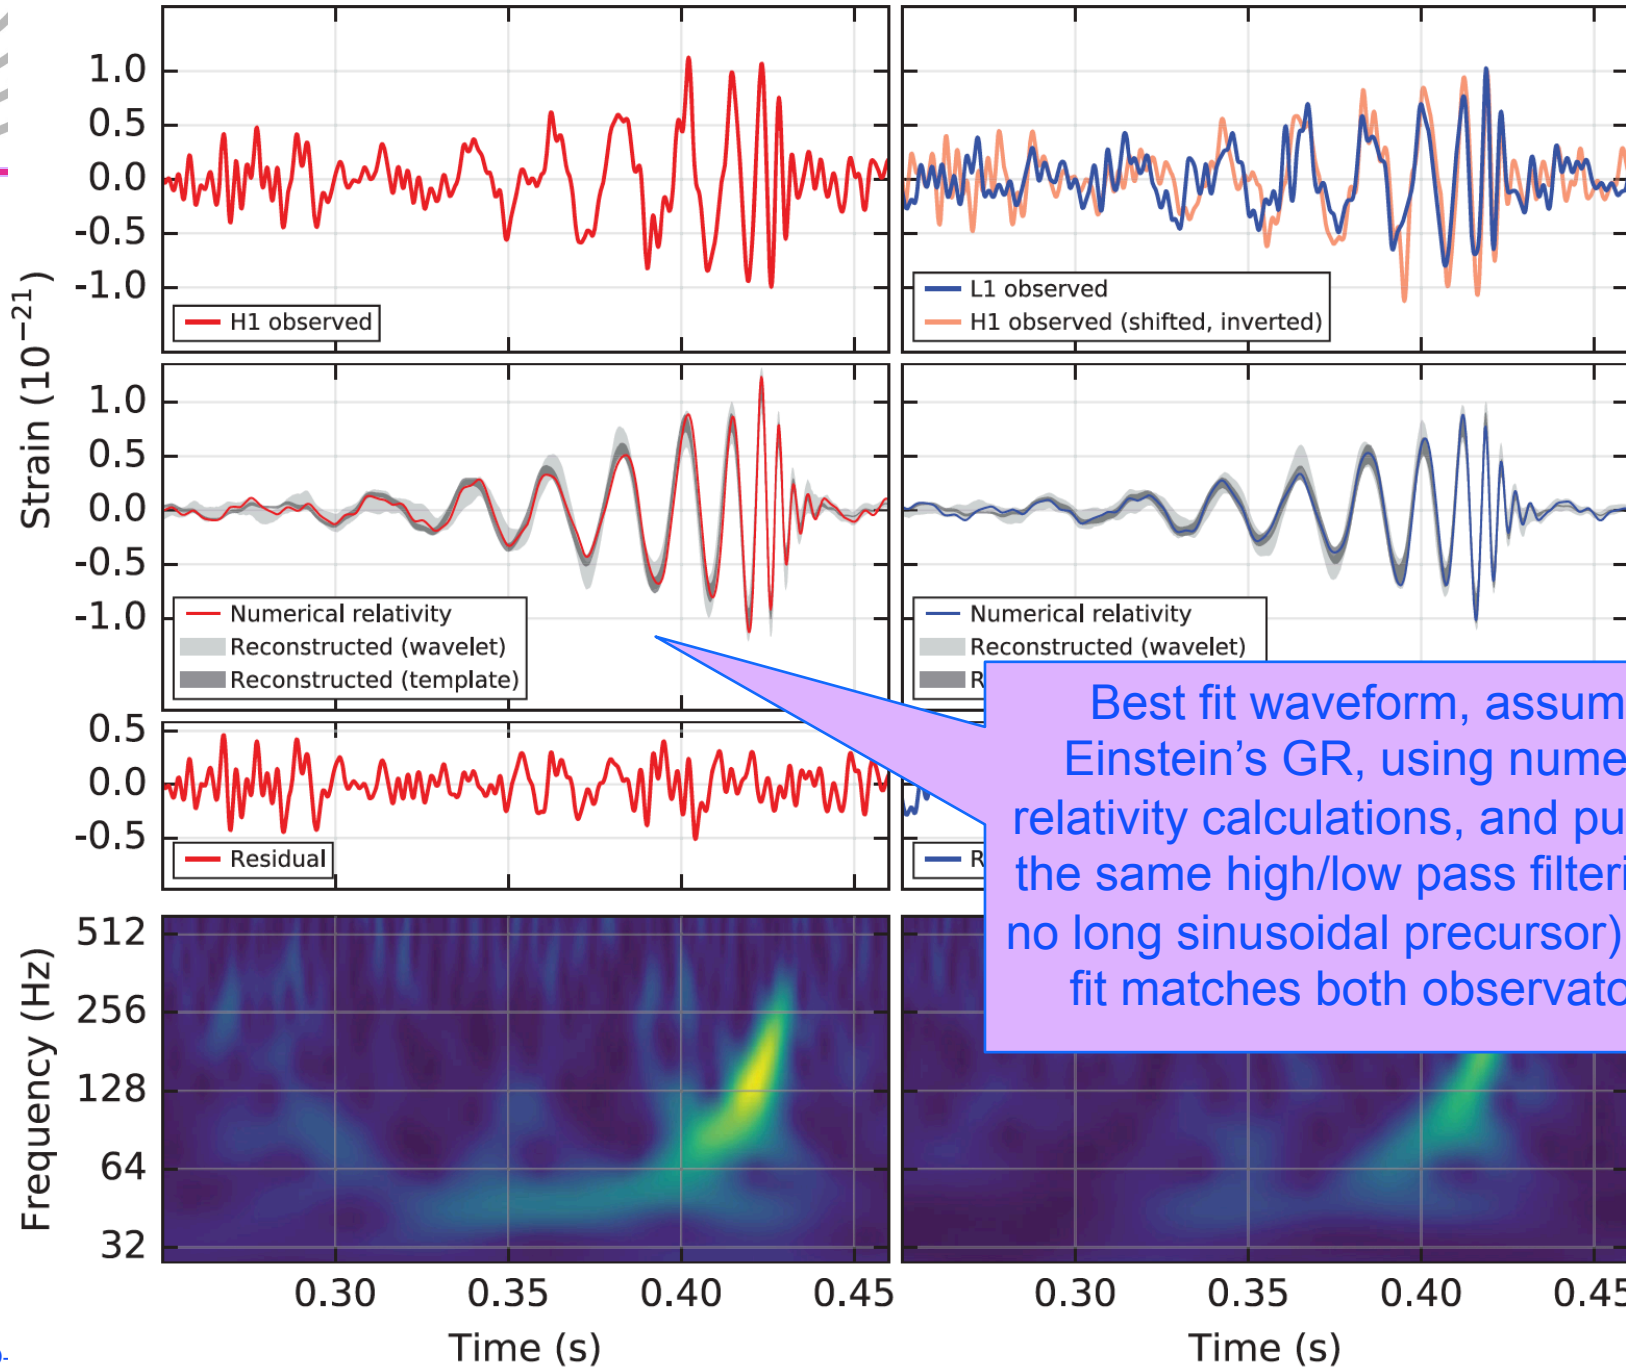 1.0
0.5
0.0
-0.5
-1.0
H1 observed
L1 observed
H1 observed (shifted, inverted)
Strain (10⁻²¹)
1.0
0.5
0.0
-0.5
-1.0
Numerical relativity
Reconstructed (wavelet)
Reconstructed (template)
Numerical relativity
Reconstructed (wavelet)
R
0.5
0.0
-0.5
Residual
R
Best fit waveform, assum
Einstein’s GR, using nume
relativity calculations, and pu
the same high/low pass filteri
no long sinusoidal precursor)
fit matches both observato
Frequency (Hz)
512
256
128
64
32
0.30 0.35 0.40 0.45
Time (s)
0.30 0.35 0.40 0.45
Time (s)